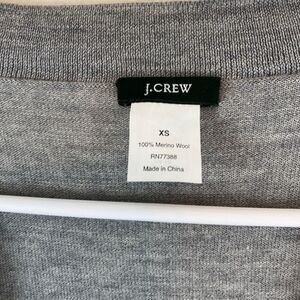 J.CREW
XS
100% Merino Wool
RN77388
Made in China